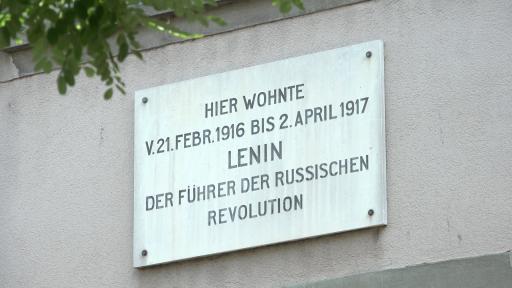 HIER WOHNTE
V. 21. FEBR. 1916 BIS 2. APRIL 1917
LENIN
DER FÜHRER DER RUSSISCHEN
REVOLUTION